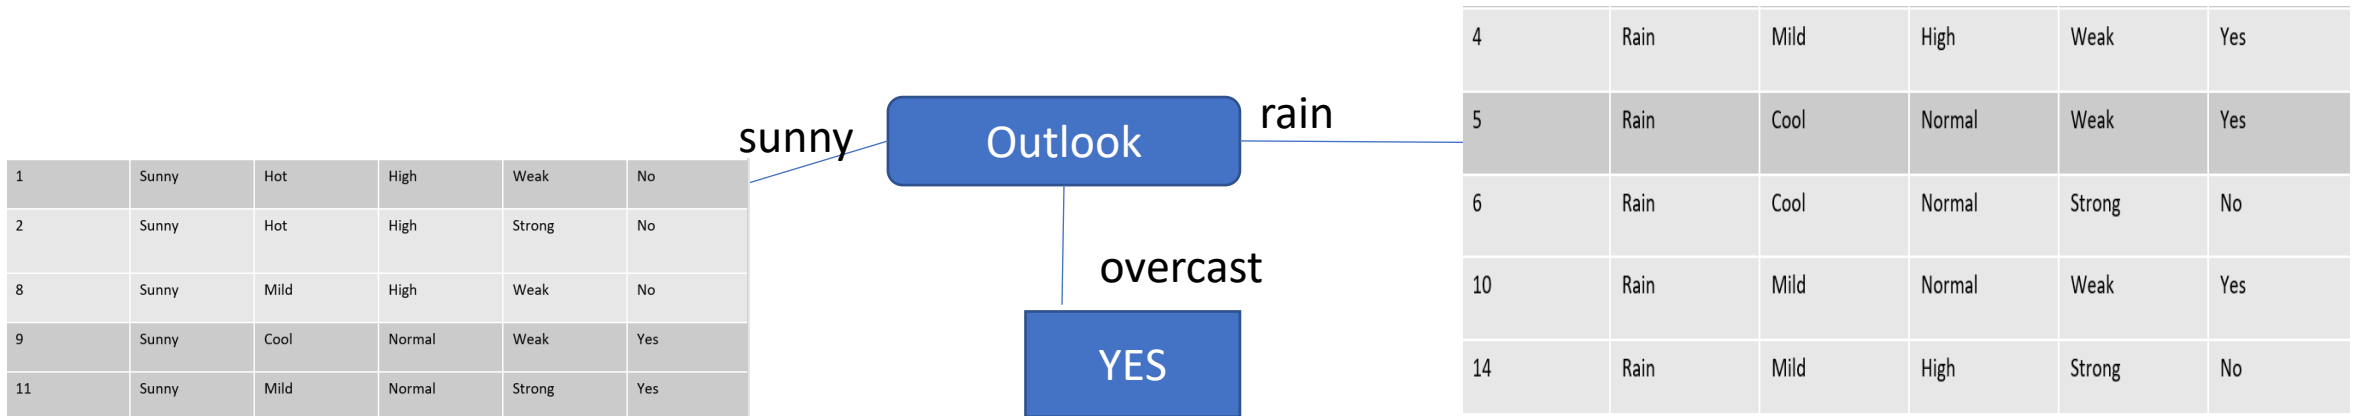 1 Sunny Hot High Weak No
2 Sunny Hot High Strong No
8 Sunny Mild High Weak No
9 Sunny Cool Normal Weak Yes
11 Sunny Mild Normal Strong Yes
sunny
Outlook
rain
overcast
YES
4 Rain Mild High Weak Yes
5 Rain Cool Normal Weak Yes
6 Rain Cool Normal Strong No
10 Rain Mild Normal Weak Yes
14 Rain Mild High Strong No